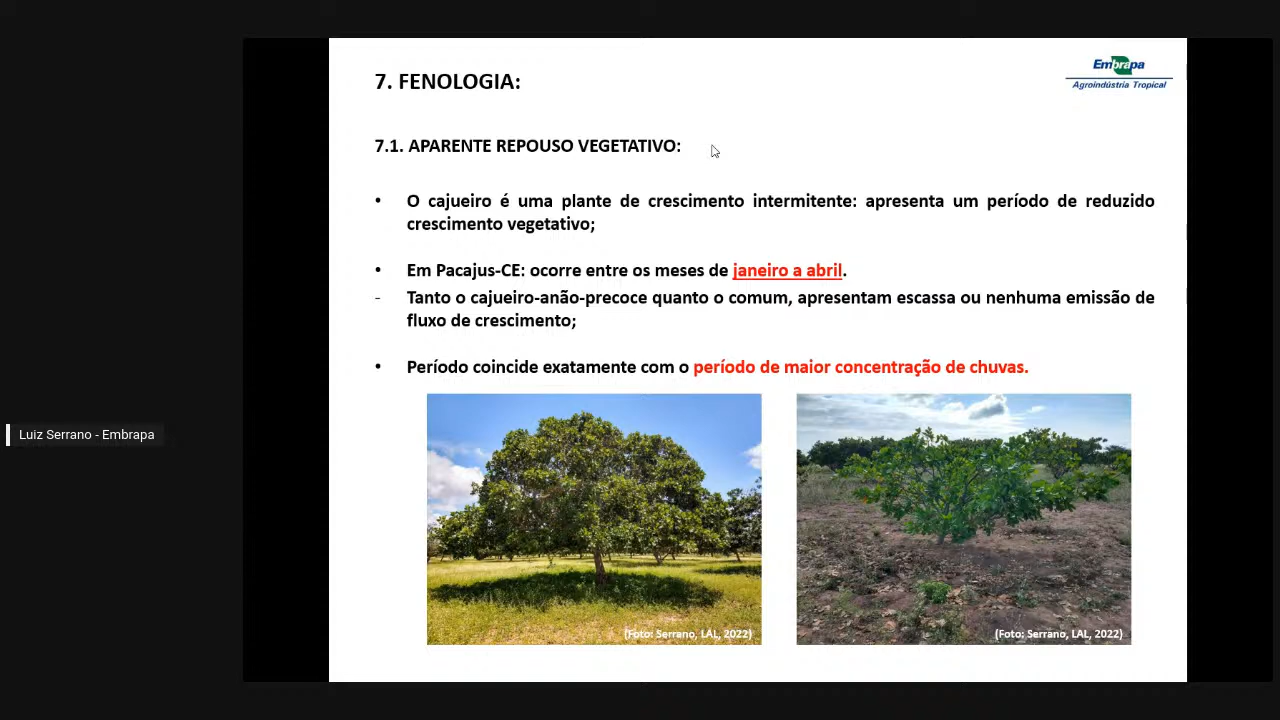 7. FENOLOGIA:
Embrapa
Agroindústria Tropical
7.1. APARENTE REPOUSO VEGETATIVO:
• O cajueiro é uma plante de crescimento intermitente: apresenta um período de reduzido
crescimento vegetativo;
• Em Pacajus-CE: ocorre entre os meses de janeiro a abril.
- Tanto o cajueiro-anão-precoce quanto o comum, apresentam escassa ou nenhuma emissão de
fluxo de crescimento;
• Período coincide exatamente com o período de maior concentração de chuvas.
Luiz Serrano - Embrapa
(Foto: Serrano, LAL, 2022)
(Foto: Serrano, LAL, 2022)